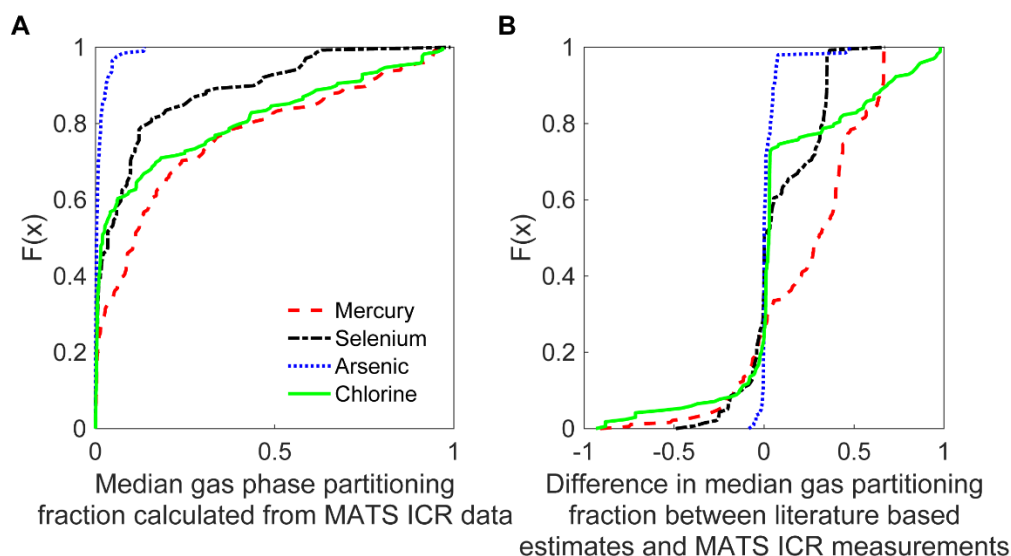 A
F(x)
1
0.8
0.6
0.4
0.2
0
0
0.5
1
Mercury
Selenium
Arsenic
Chlorine
Median gas phase partitioning
fraction calculated from MATS ICR data
B
F(x)
1
0.8
0.6
0.4
0.2
0
-1
-0.5
0
0.5
1
Difference in median gas partitioning
fraction between literature based
estimates and MATS ICR measurements